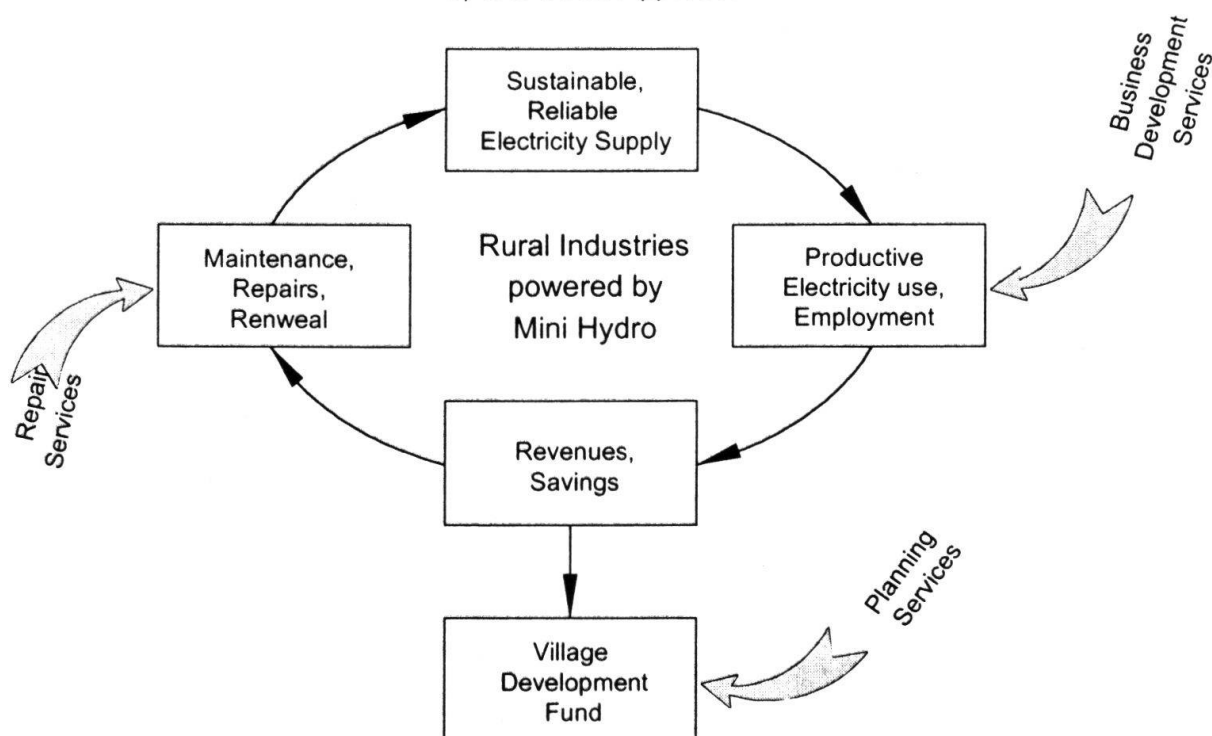 Sustainable,
Reliable
Electricity Supply
Business
Development
Services
Maintenance,
Repairs,
Renweal
Rural Industries
powered by
Mini Hydro
Productive
Electricity use,
Employment
Repair
Services
Revenues,
Savings
Planning
Services
Village
Development
Fund